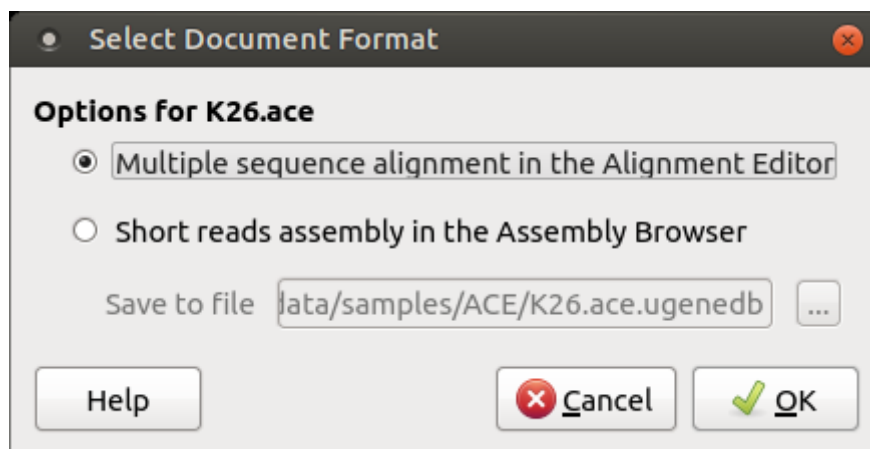 Select Document Format
Options for K26.ace
Multiple sequence alignment in the Alignment Editor
Short reads assembly in the Assembly Browser
Save to file data/samples/ACE/K26.ace.ugenedb ...
Help Cancel OK